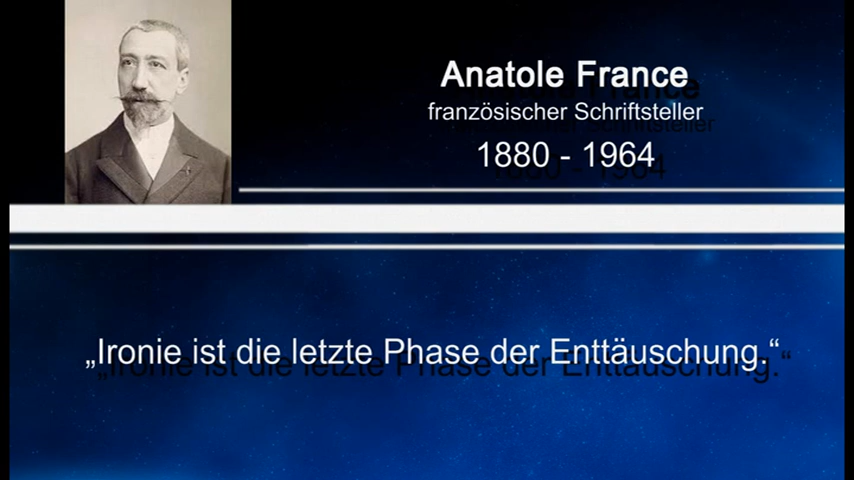 Anatole France
französischer Schriftsteller
1880 - 1964
„Ironie ist die letzte Phase der Enttäuschung.“